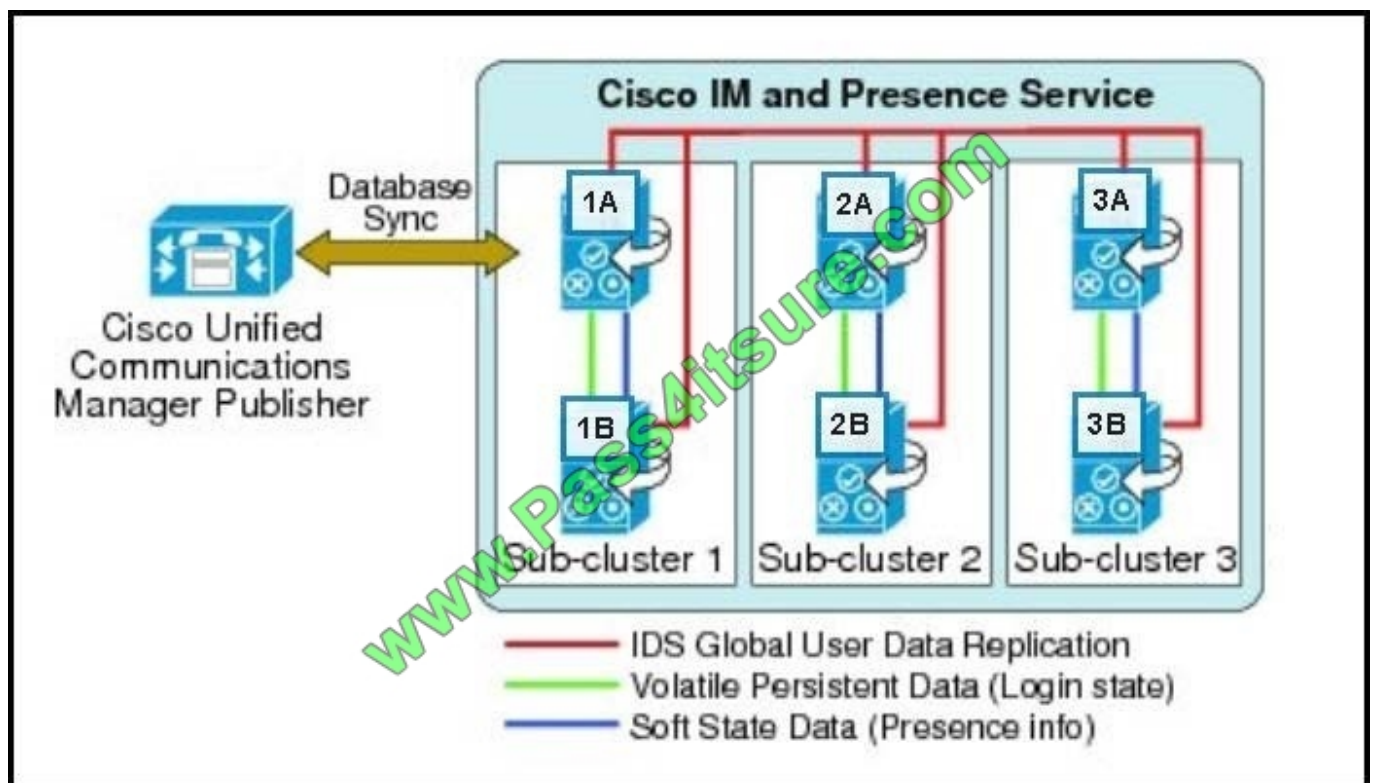 Cisco IM and Presence Service
Database
Sync
1A
2A
3A
Cisco Unified
Communications
Manager Publisher
1B
2B
3B
Sub-cluster 1
Sub-cluster 2
Sub-cluster 3
www.Pass4itsure.com
IDS Global User Data Replication
Volatile Persistent Data (Login state)
Soft State Data (Presence info)